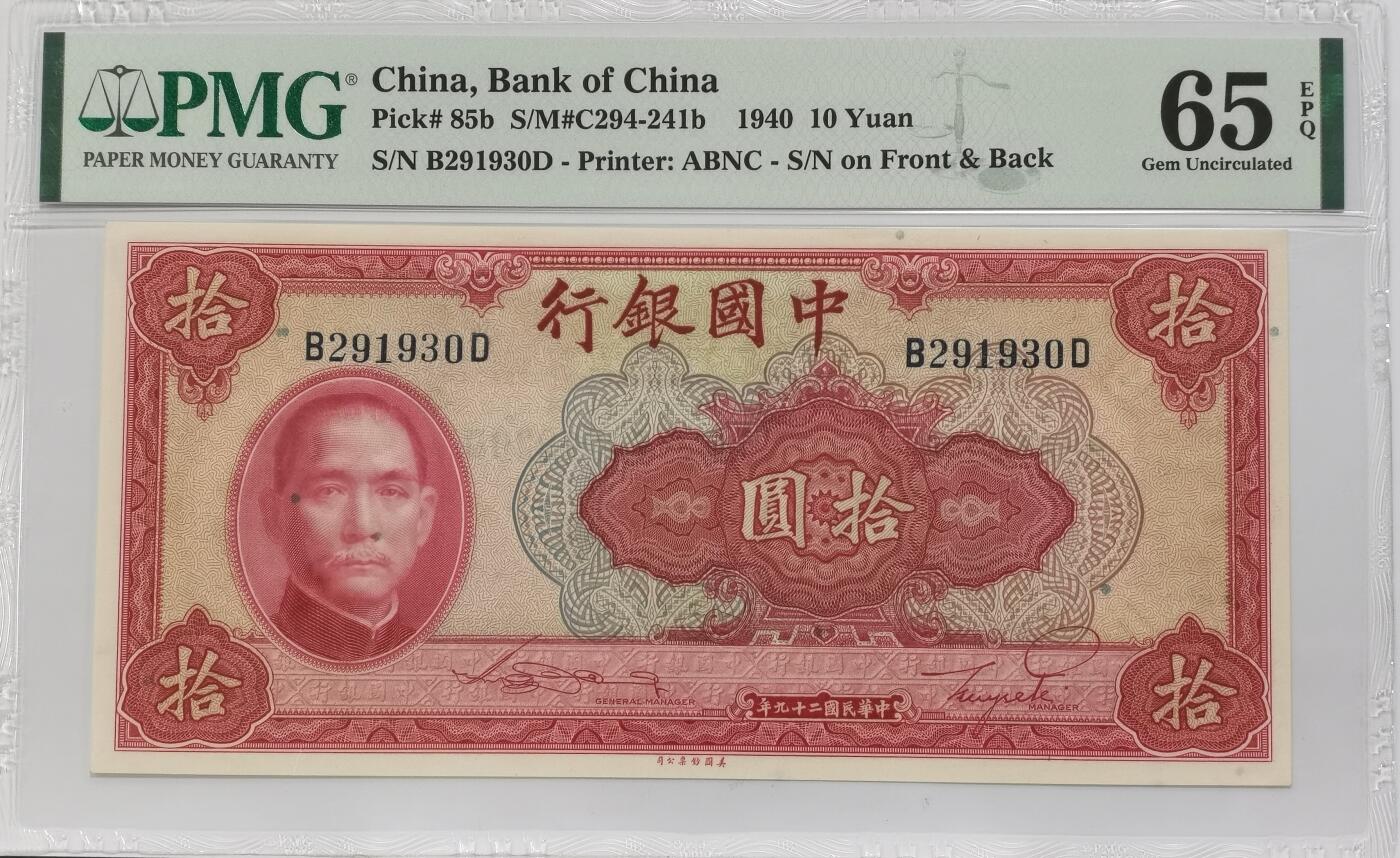 PMG®
PAPER MONEY GUARANTY
China, Bank of China
Pick# 85b S/M#C294-241b 1940 10 Yuan
S/N B291930D - Printer: ABNC - S/N on Front & Back
65 EPQ
Gem Uncirculated
拾 拾
行銀國中
B291930D B291930D
圓拾
GENERAL MANAGER
年九十二國民華中
MANAGER
拾 拾
司公票鈔國美